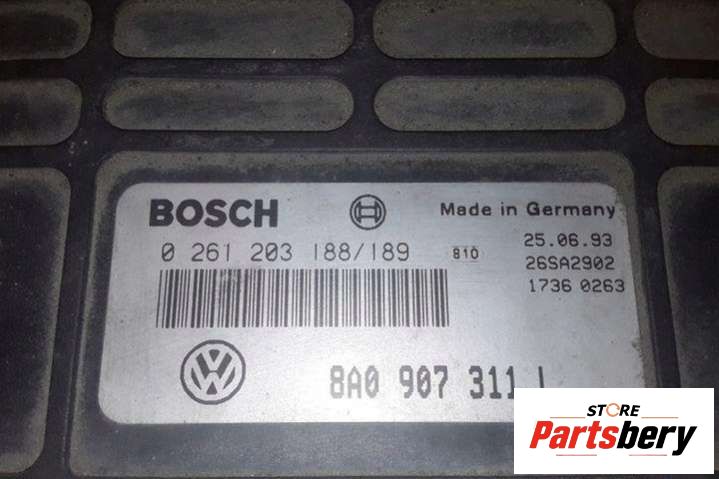 BOSCH
Made in Germany
0 261 203 188/189 810
25.06.93
26SA2902
1736 0263
VW
8A0 907 311
STORE
Partsbery